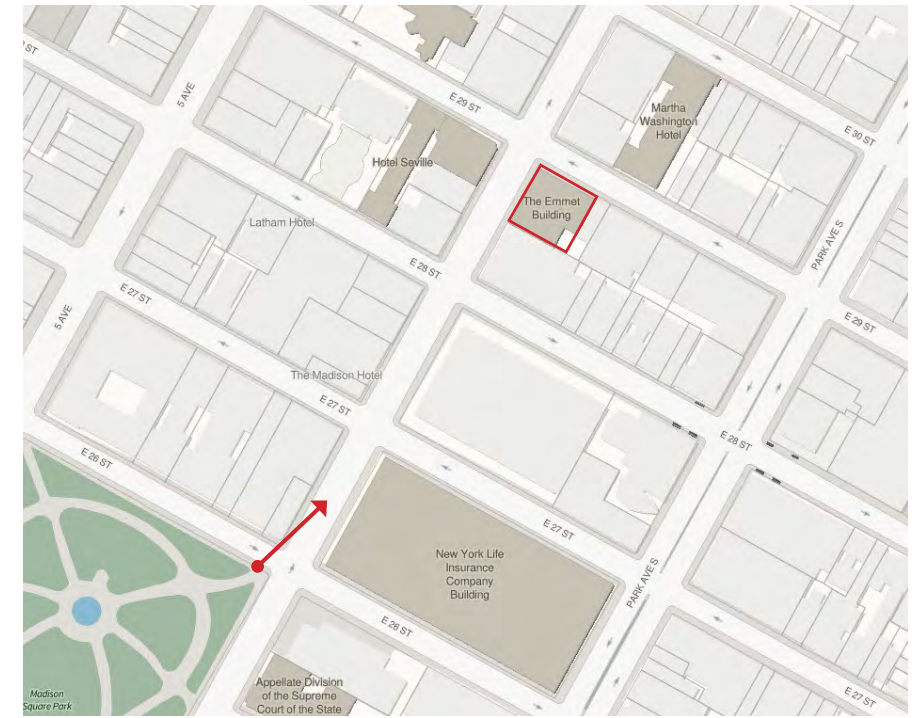 ST
5 AVE
E 29 ST
Martha
Washington
Hotel
E 30 ST
Hotel Seville
The Emmet
Building
Latham Hotel
PARK AVE S
E 28 ST
E 27 ST
5 AVE
E 29 ST
The Madison Hotel
E 27 ST
E 28 ST
E 26 ST
E 27 ST
New York Life
Insurance
Company
Building
PARK AVE S
E 26 ST
Appellate Division
of the Supreme
Court of the State
Madison
Square Park
E 27 ST